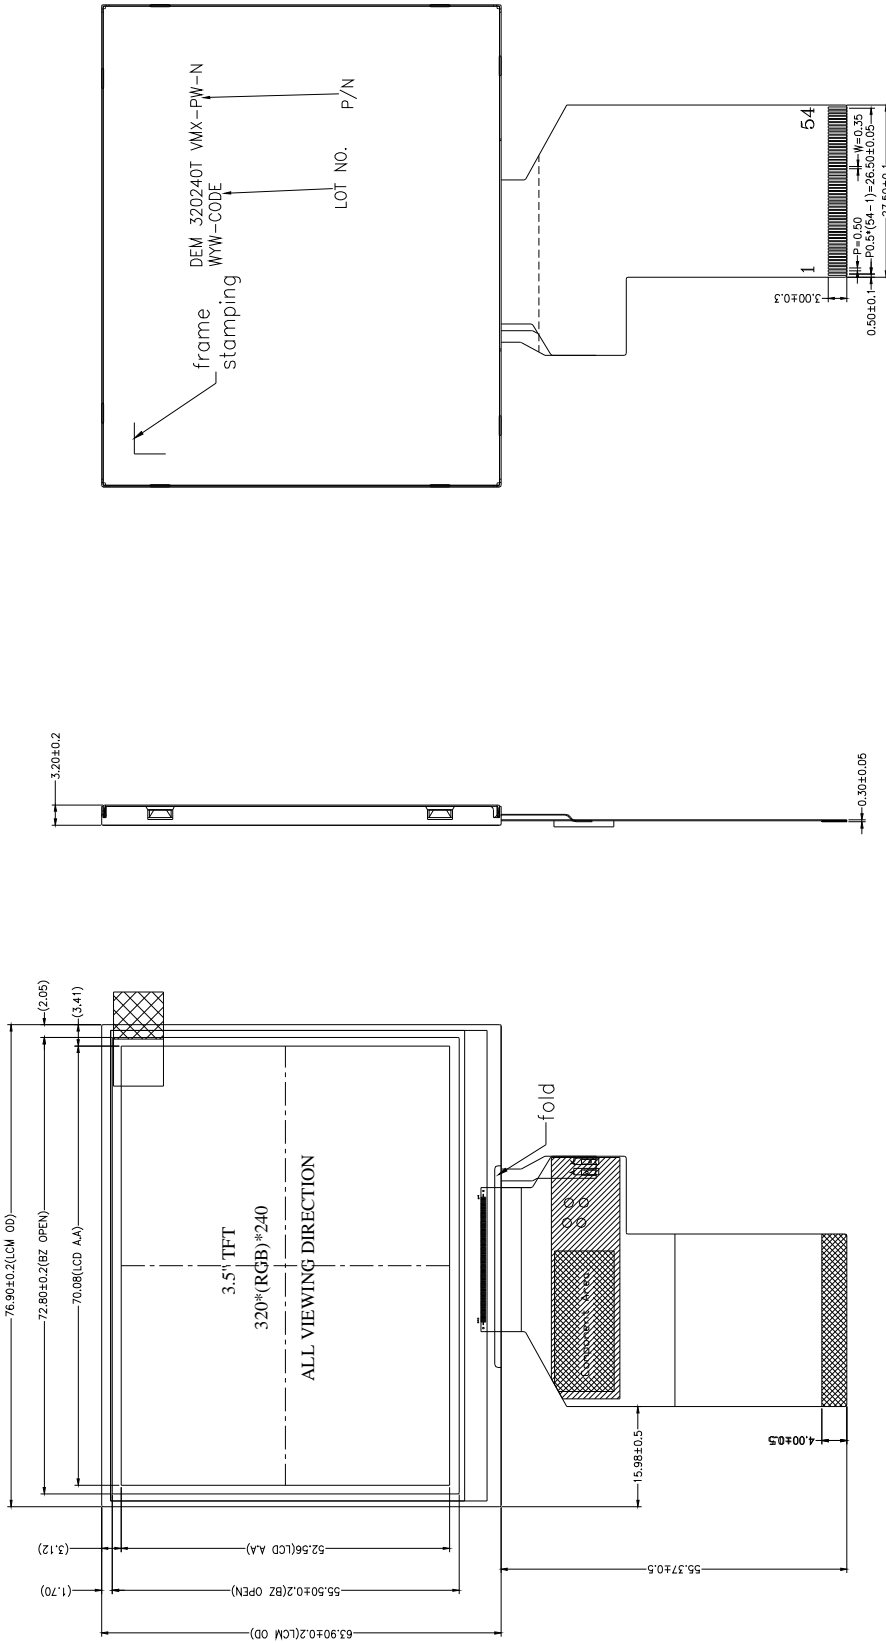 DEM 320240T VMX-PW-N
WYW-CODE
P/N
LOT NO.
frame
stamping
1
54
P=0.50
W=0.35
P0.5*(54-1)=26.50±0.05
0.50±0.1
3.00±0.3
3.20±0.2
0.30±0.05
76.90±0.2(LCM OD)
72.80±0.2(BZ OPEN)
70.08(LCD A.A)
(2.05)
(3.41)
3.5" TFT
320*(RGB)*240
ALL VIEWING DIRECTION
fold
Component Area
15.98±0.5
4.00±0.5
55.37±0.5
(3.12)
52.56(LCD A.A)
(1.70)
55.50±0.2(BZ OPEN)
63.90±0.2(LCM OD)